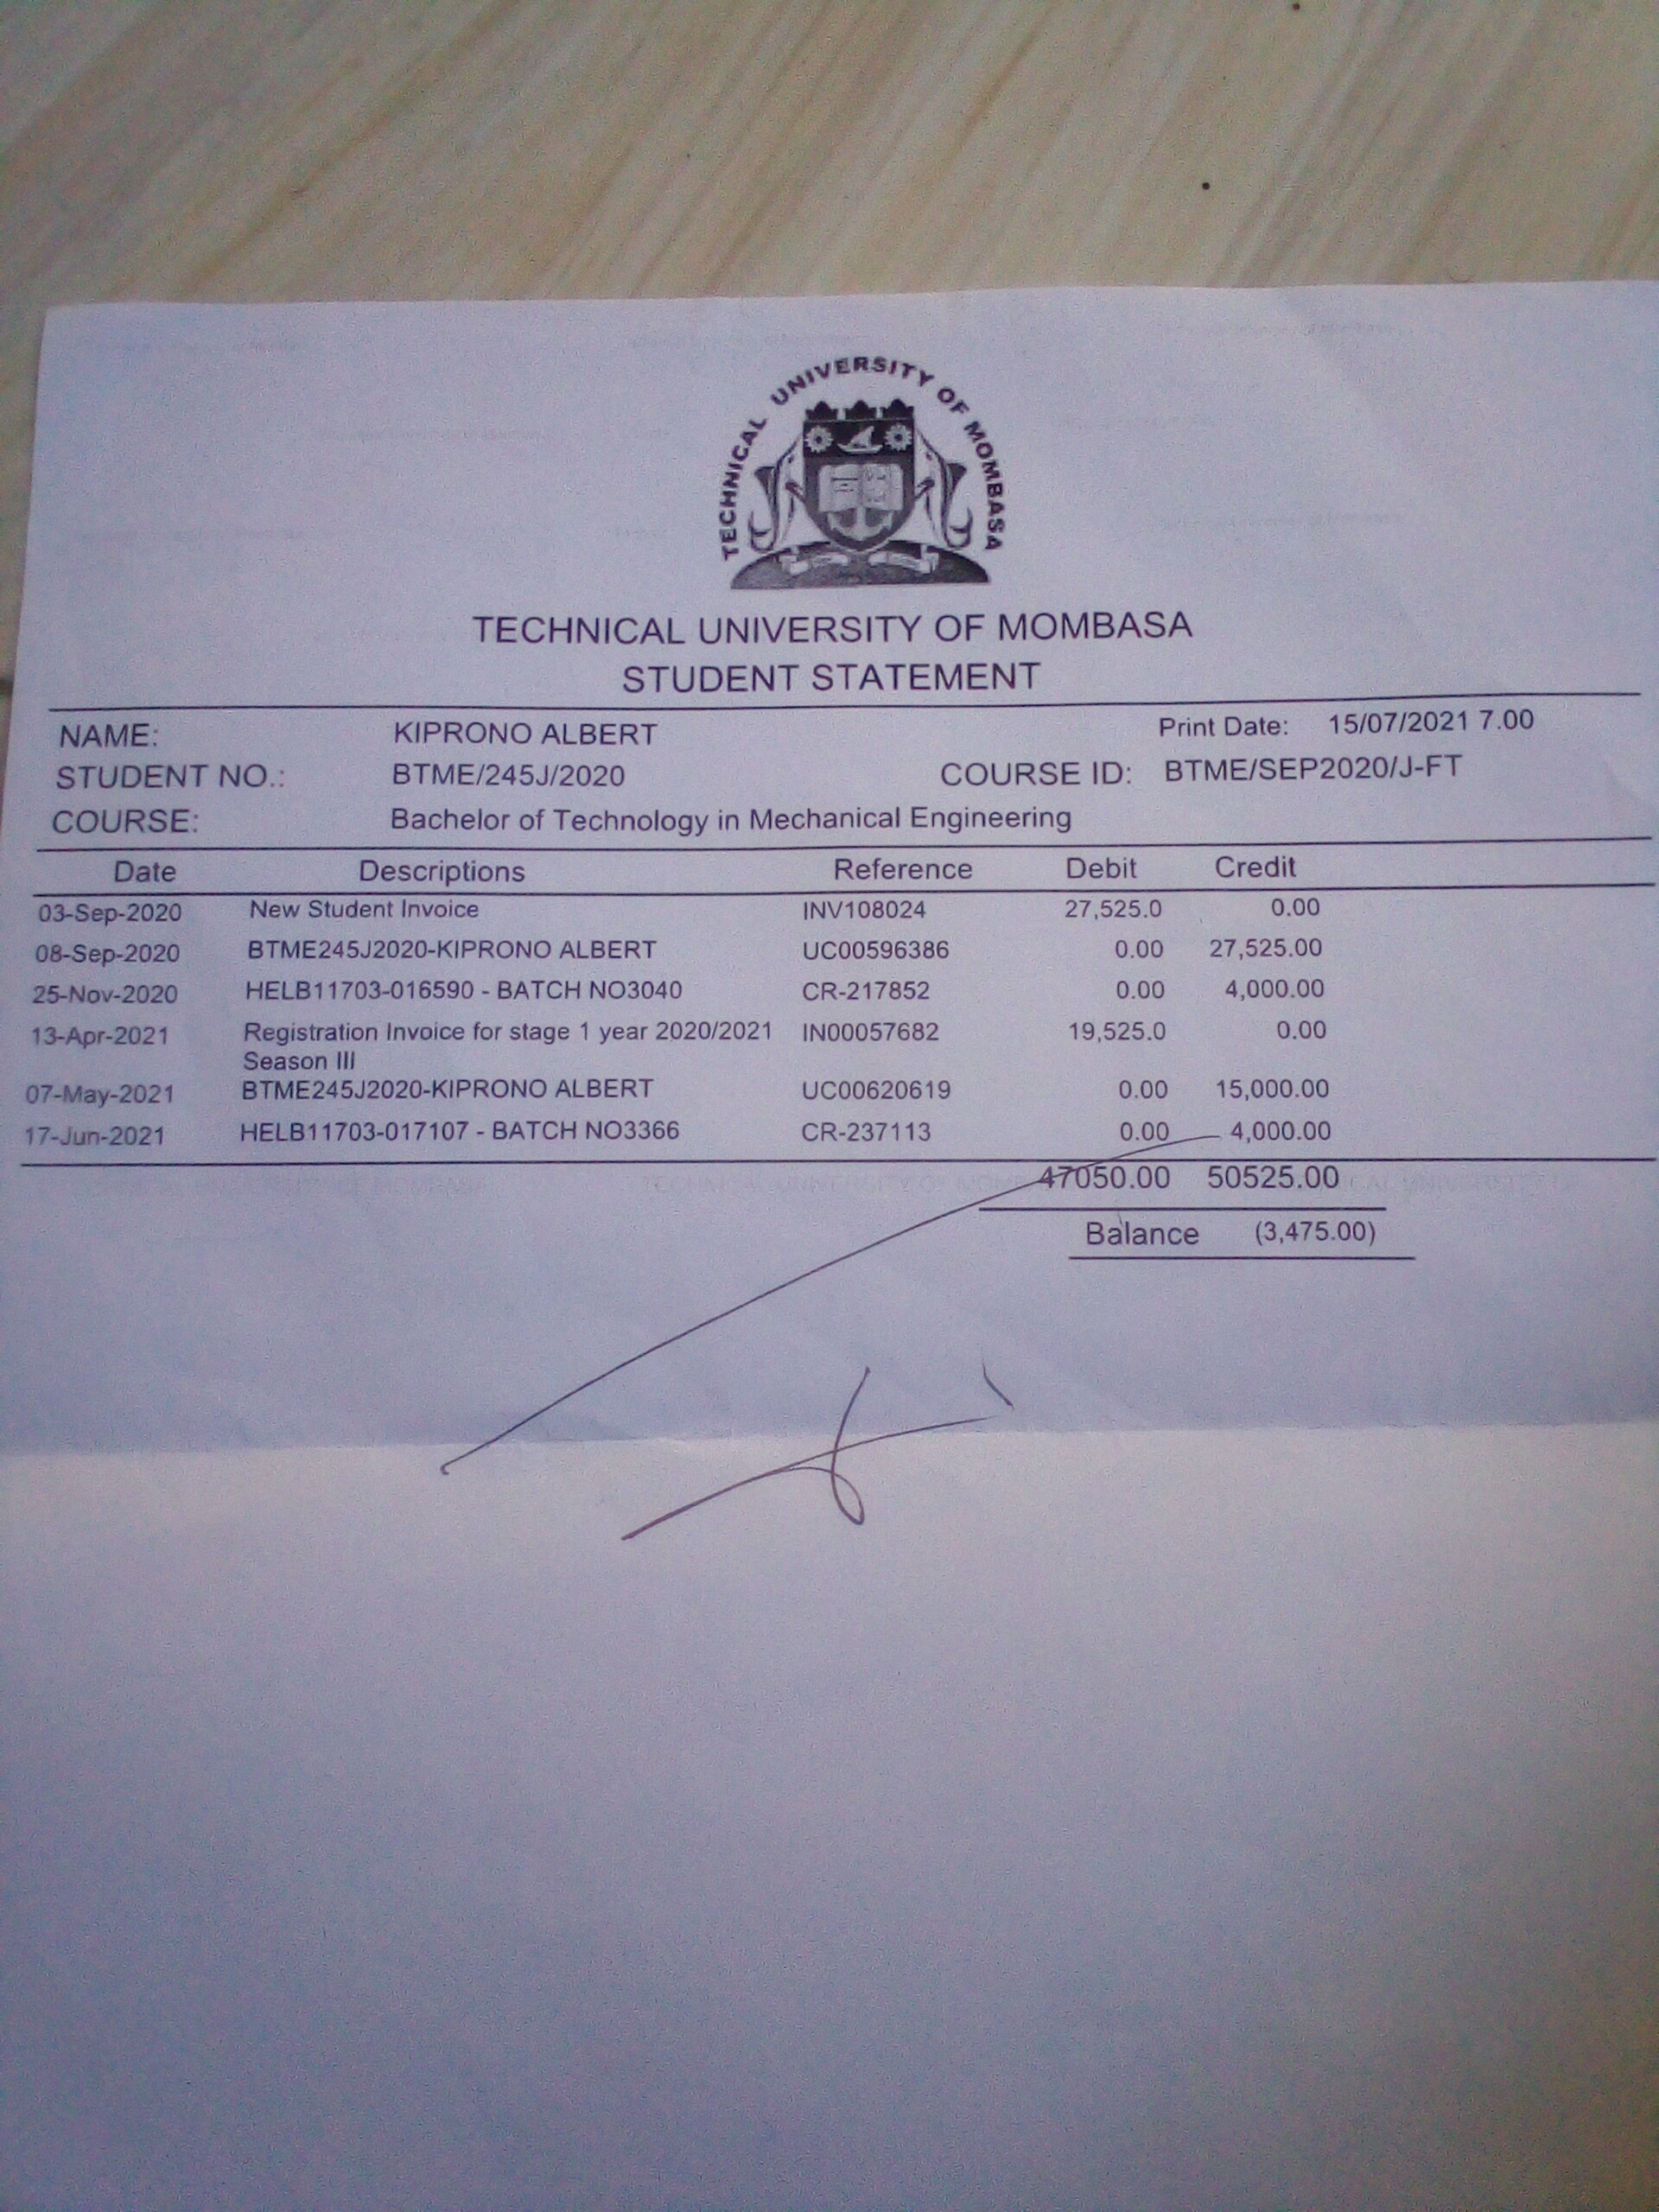 TECHNICAL UNIVERSITY OF MOMBASA
TECHNICAL UNIVERSITY OF MOMBASA
STUDENT STATEMENT
NAME: KIPRONO ALBERT Print Date: 15/07/2021 7.00
STUDENT NO.: BTME/245J/2020 COURSE ID: BTME/SEP2020/J-FT
COURSE: Bachelor of Technology in Mechanical Engineering
Date Descriptions Reference Debit Credit
03-Sep-2020 New Student Invoice INV108024 27,525.0 0.00
08-Sep-2020 BTME245J2020-KIPRONO ALBERT UC00596386 0.00 27,525.00
25-Nov-2020 HELB11703-016590 - BATCH NO3040 CR-217852 0.00 4,000.00
13-Apr-2021 Registration Invoice for stage 1 year 2020/2021 IN00057682 19,525.0 0.00
Season III
07-May-2021 BTME245J2020-KIPRONO ALBERT UC00620619 0.00 15,000.00
17-Jun-2021 HELB11703-017107 - BATCH NO3366 CR-237113 0.00 4,000.00
47050.00 50525.00
Balance (3,475.00)